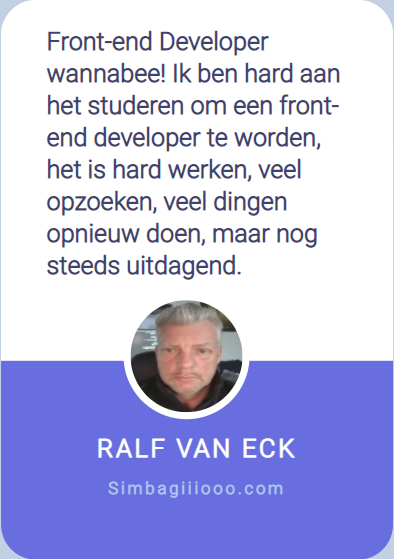 Front-end Developer
wannabee! Ik ben hard aan
het studeren om een front-
end developer te worden,
het is hard werken, veel
opzoeken, veel dingen
opnieuw doen, maar nog
steeds uitdagend.
RALF VAN ECK
Simbagiiiooo.com